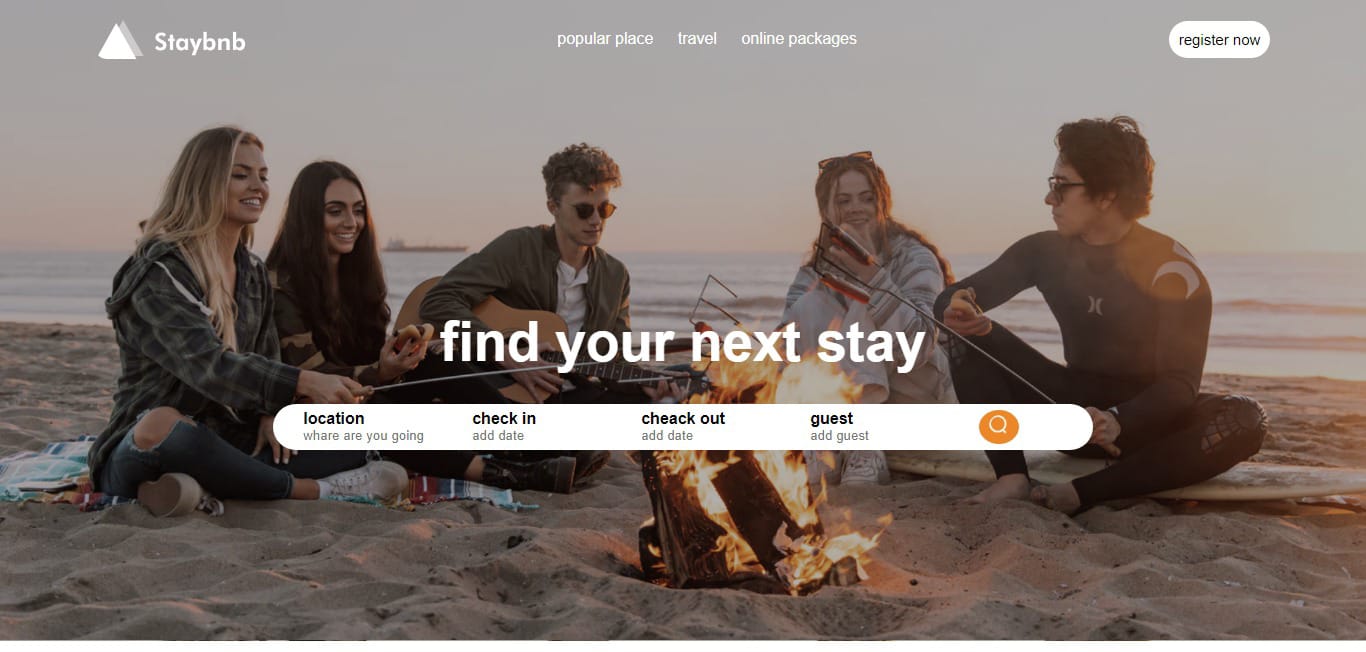 Staybnb
popular place travel online packages
register now
find your next stay
location check in cheack out guest
whare are you going add date add date add guest